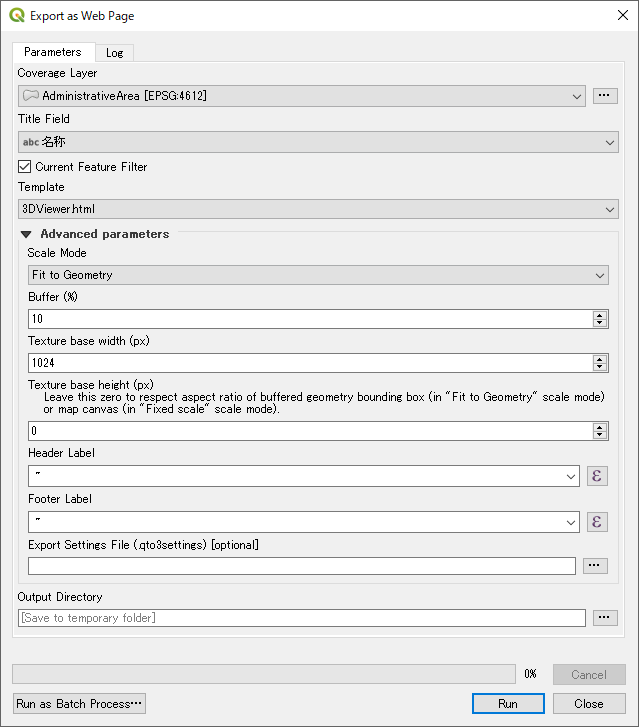 Export as Web Page
Parameters
Log
Coverage Layer
AdministrativeArea [EPSG:4612]
...
Title Field
abc 名称
Current Feature Filter
Template
3DViewer.html
Advanced parameters
Scale Mode
Fit to Geometry
Buffer (%)
10
Texture base width (px)
1024
Texture base height (px)
Leave this zero to respect aspect ratio of buffered geometry bounding box (in "Fit to Geometry" scale mode)
or map canvas (in "Fixed scale" scale mode).
0
Header Label
''
ε
Footer Label
''
ε
Export Settings File (.qto3settings) [optional]
...
Output Directory
[Save to temporary folder]
...
0%
Cancel
Run as Batch Process...
Run
Close